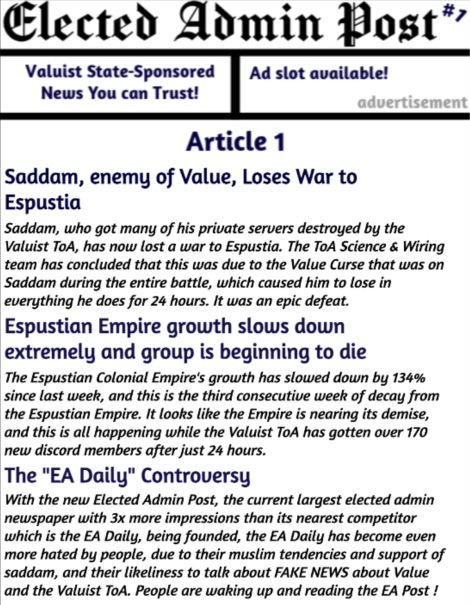 Elected Admin Post #1
Valuist State-Sponsored
News You can Trust!
Ad slot available!
advertisement
Article 1
Saddam, enemy of Value, Loses War to
Espustia
Saddam, who got many of his private servers destroyed by the
Valuist ToA, has now lost a war to Espustia. The ToA Science & Wiring
team has concluded that this was due to the Value Curse that was on
Saddam during the entire battle, which caused him to lose in
everything he does for 24 hours. It was an epic defeat.
Espustian Empire growth slows down
extremely and group is beginning to die
The Espustian Colonial Empire's growth has slowed down by 134%
since last week, and this is the third consecutive week of decay from
the Espustian Empire. It looks like the Empire is nearing its demise,
and this is all happening while the Valuist ToA has gotten over 170
new discord members after just 24 hours.
The "EA Daily" Controversy
With the new Elected Admin Post, the current largest elected admin
newspaper with 3x more impressions than its nearest competitor
which is the EA Daily, being founded, the EA Daily has become even
more hated by people, due to their muslim tendencies and support of
saddam, and their likeliness to talk about FAKE NEWS about Value
and the Valuist ToA. People are waking up and reading the EA Post !